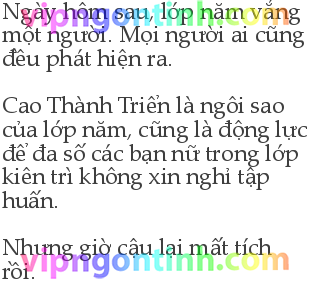 Ngày hôm sau, lớp năm vắng
một người. Mọi người ai cũng
đều phát hiện ra.
Cao Thành Triển là ngôi sao
của lớp năm, cũng là động lực
để đa số các bạn nữ trong lớp
kiên trì không xin nghỉ tập
huấn.
vipngontinh.com
Nhưng giờ cậu lại mất tích
rồi.